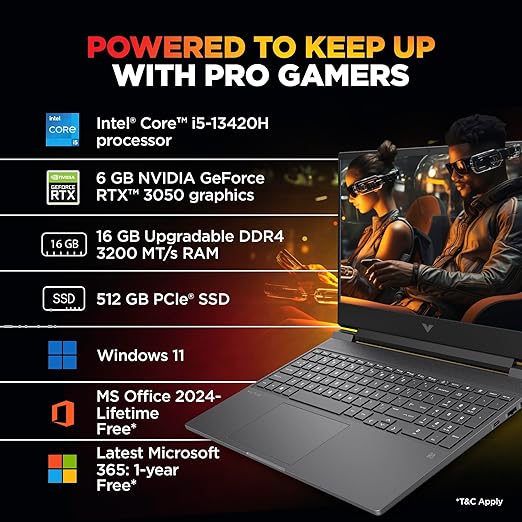 POWERED TO KEEP UP
WITH PRO GAMERS
intel
CORE
i5
Intel® Core™ i5-13420H
processor
NVIDIA
GEFORCE
RTX
6 GB NVIDIA GeForce
RTX™ 3050 graphics
16 GB
16 GB Upgradable DDR4
3200 MT/s RAM
SSD
512 GB PCIe® SSD
Windows 11
MS Office 2024-
Lifetime
Free*
Latest Microsoft
365: 1-year
Free*
*T&C Apply